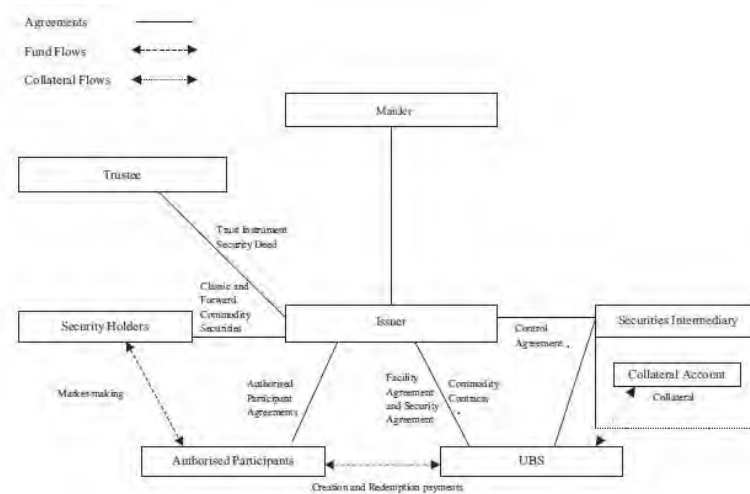 Agreements
Fund Flows
Collateral Flows
Trustee
Trust Instrument
Security Deed
Classic and
Forward
Commodity
Securities
Security Holders
Issuer
Securities Intermediary
Control
Agreement
Collateral Account
Collateral
Market-making
Authorised
Participant
Agreements
Facility
Agreement
and Security
Agreement
Commodity
Contracts
Authorised Participants
UBS
Creation and Redemption payments